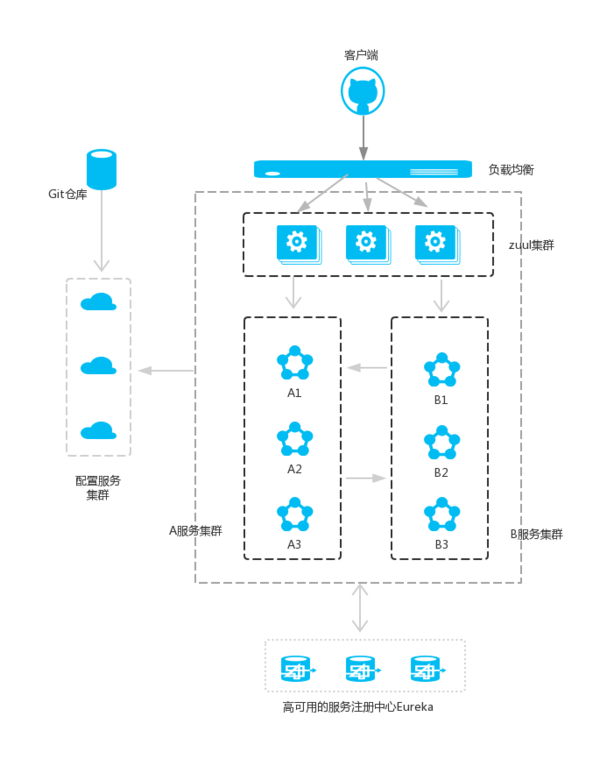 客户端
负载均衡
Git仓库
zuul集群
A1
B1
A2
B2
配置服务
集群
A服务集群
B服务集群
A3
B3
高可用的服务注册中心Eureka